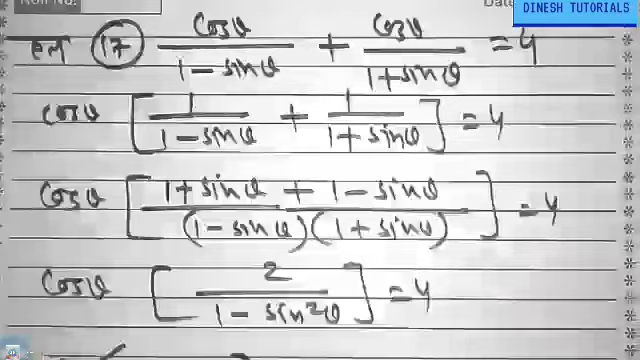 Roll No.
Date
DINESH TUTORIALS
हल (17) cosθ/(1 - sinθ) + cosθ/(1 + sinθ) = 4
cosθ [1/(1 - sinθ) + 1/(1 + sinθ)] = 4
cosθ [(1 + sinθ + 1 - sinθ)/((1 - sinθ)(1 + sinθ))] = 4
cosθ [2/(1 - sin²θ)] = 4